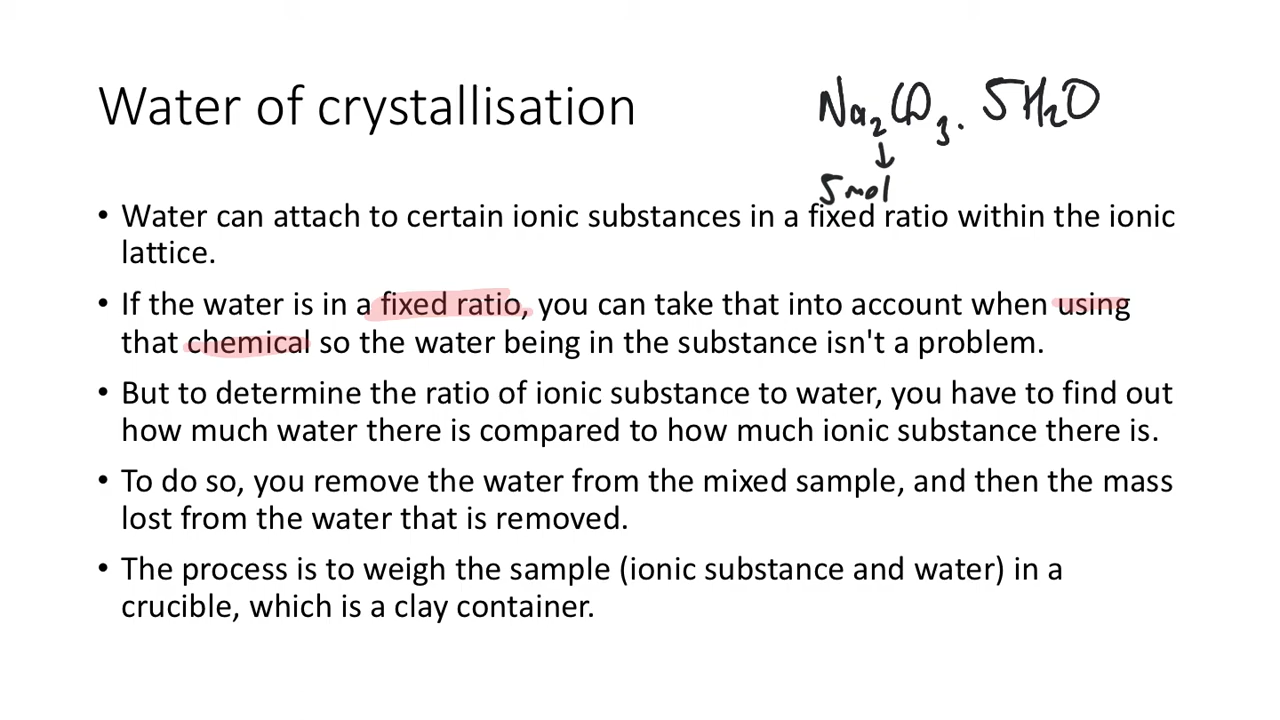 Water of crystallisation
Na₂CO₃. 5H₂O
↓
5mol
• Water can attach to certain ionic substances in a fixed ratio within the ionic
lattice.
• If the water is in a fixed ratio, you can take that into account when using
that chemical so the water being in the substance isn't a problem.
• But to determine the ratio of ionic substance to water, you have to find out
how much water there is compared to how much ionic substance there is.
• To do so, you remove the water from the mixed sample, and then the mass
lost from the water that is removed.
• The process is to weigh the sample (ionic substance and water) in a
crucible, which is a clay container.